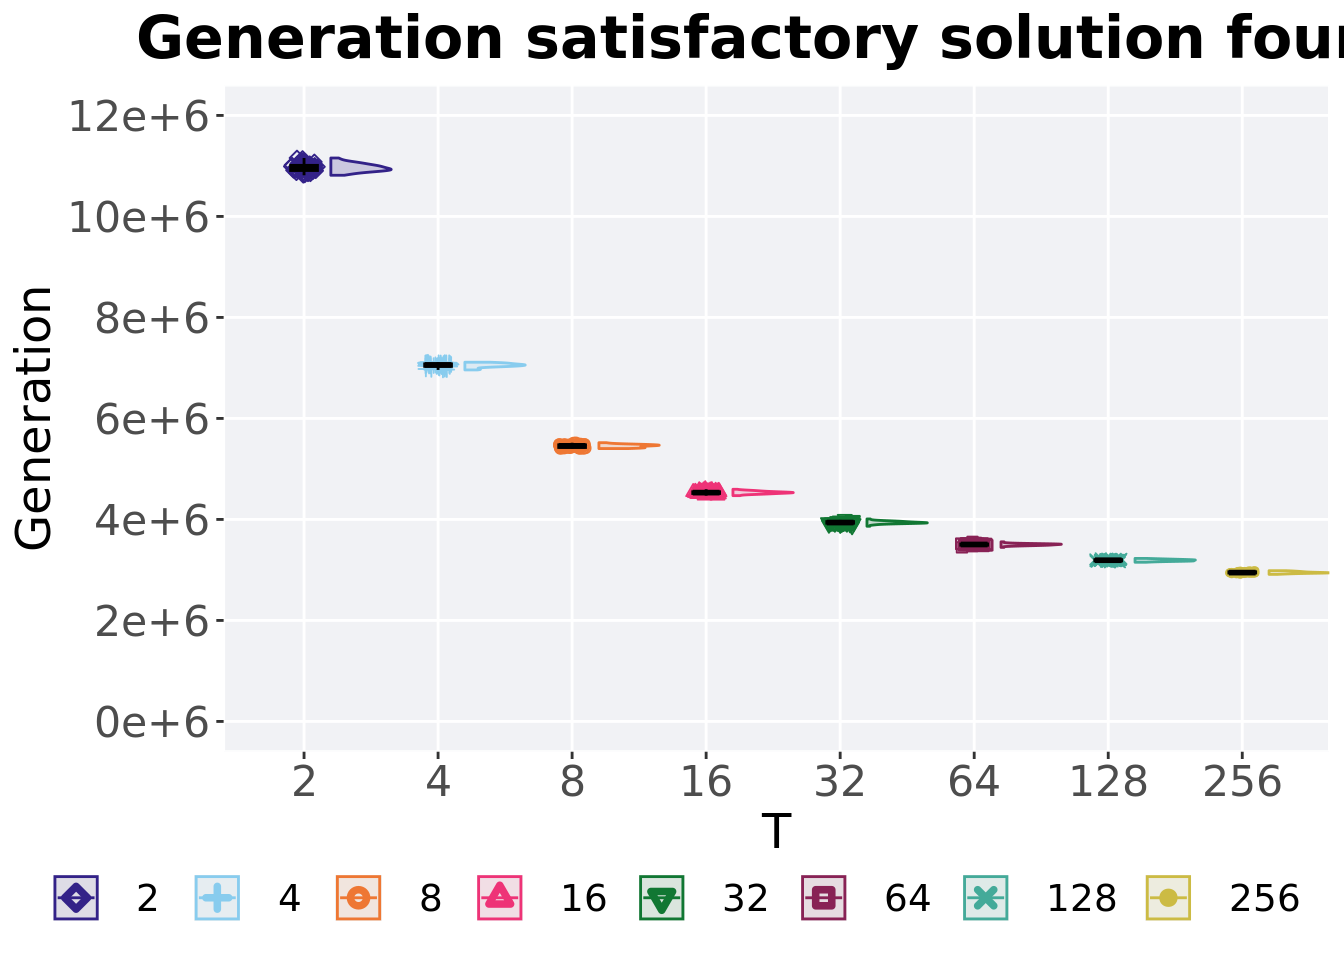 Generation satisfactory solution
Generation
12e+6
10e+6
8e+6
6e+6
4e+6
2e+6
0e+6
2 4 8 16 32 64 128 256
T
2 4 8 16 32 64 128 256